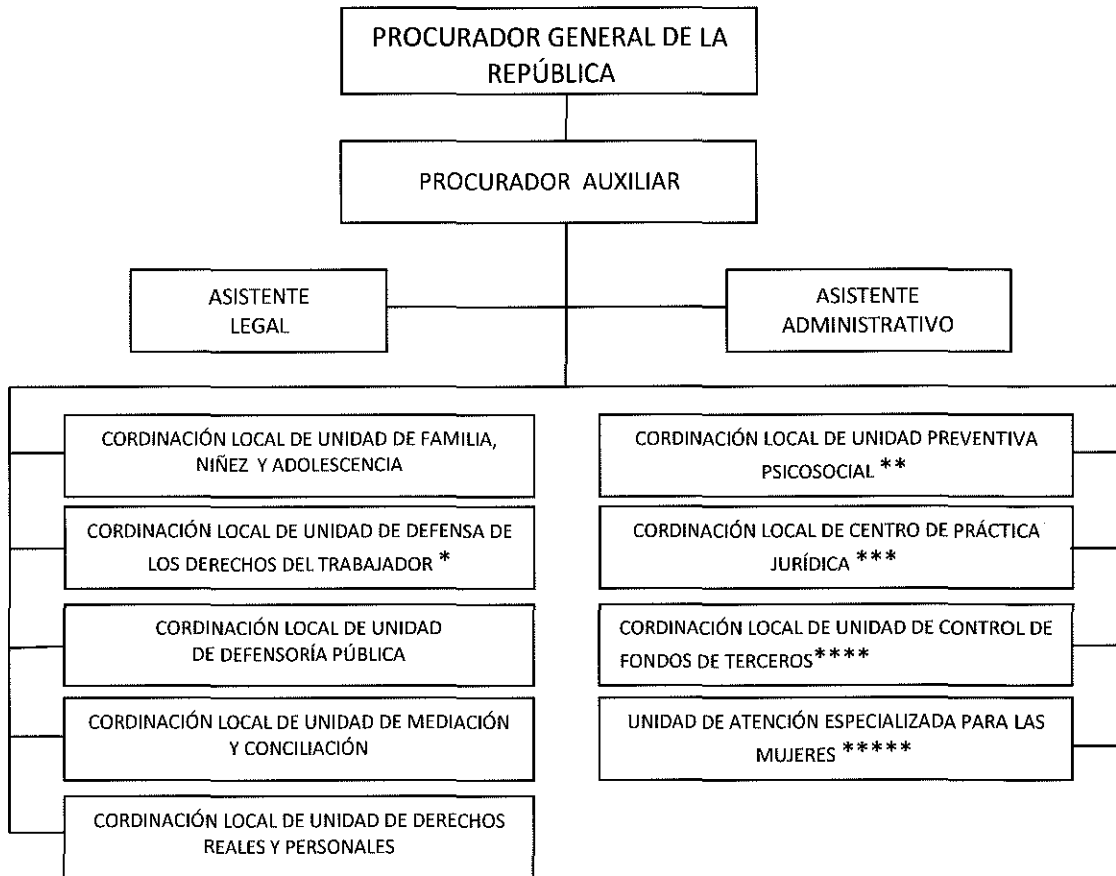 PROCURADOR GENERAL DE LA
REPÚBLICA
PROCURADOR AUXILIAR
ASISTENTE
LEGAL
ASISTENTE
ADMINISTRATIVO
CORDINACIÓN LOCAL DE UNIDAD DE FAMILIA,
NIÑEZ Y ADOLESCENCIA
CORDINACIÓN LOCAL DE UNIDAD DE DEFENSA DE
LOS DERECHOS DEL TRABAJADOR *
CORDINACIÓN LOCAL DE UNIDAD
DE DEFENSORÍA PÚBLICA
CORDINACIÓN LOCAL DE UNIDAD DE MEDIACIÓN
Y CONCILIACIÓN
CORDINACIÓN LOCAL DE UNIDAD DE DERECHOS
REALES Y PERSONALES
CORDINACIÓN LOCAL DE UNIDAD PREVENTIVA
PSICOSOCIAL **
CORDINACIÓN LOCAL DE CENTRO DE PRÁCTICA
JURÍDICA ***
CORDINACIÓN LOCAL DE UNIDAD DE CONTROL DE
FONDOS DE TERCEROS****
UNIDAD DE ATENCIÓN ESPECIALIZADA PARA LAS
MUJERES *****